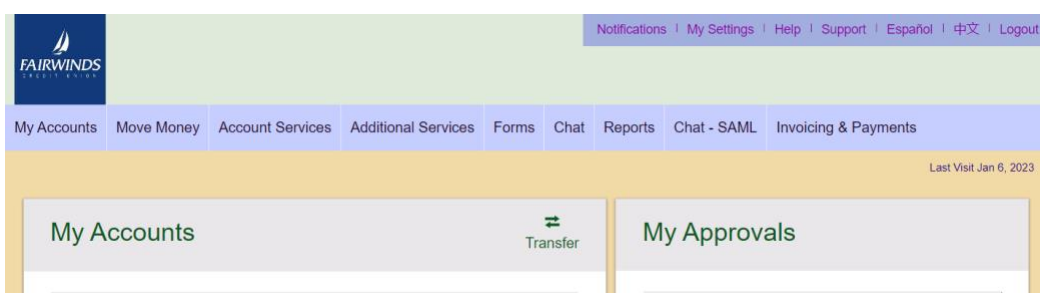 Notifications | My Settings | Help | Support | Español | 中文 | Logout
FAIRWINDS
CREDIT UNION
My Accounts Move Money Account Services Additional Services Forms Chat Reports Chat - SAML Invoicing & Payments
Last Visit Jan 6, 2023
My Accounts
Transfer
My Approvals